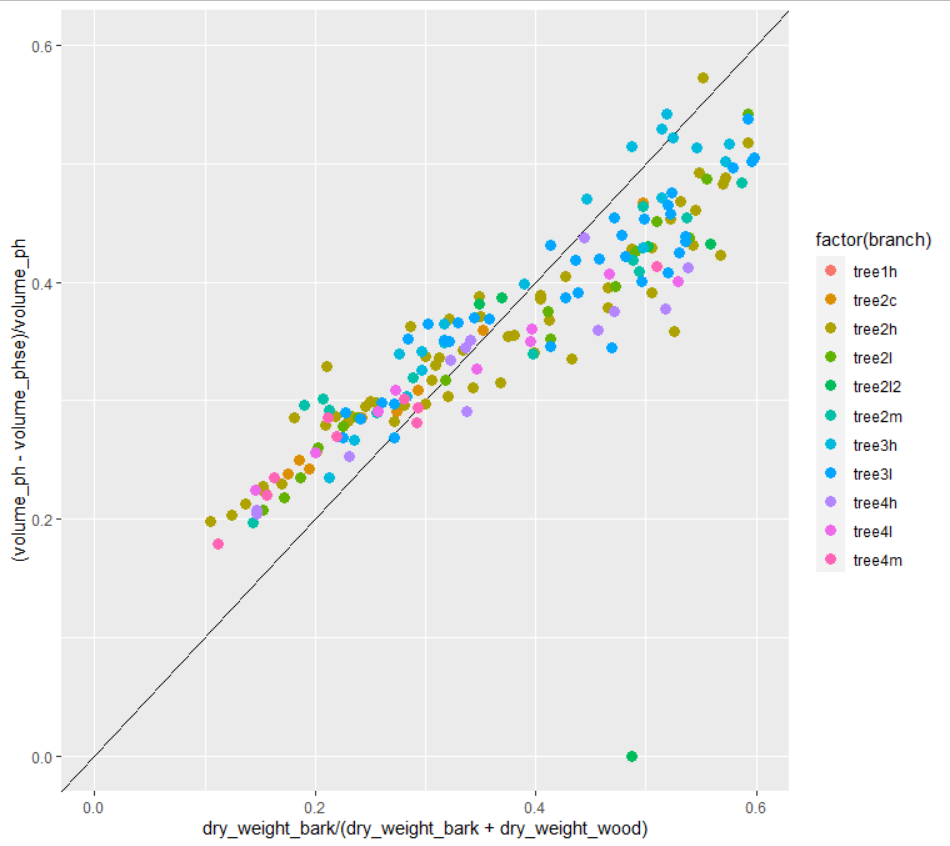 0.6
0.4
0.2
0.0
(volume_ph - volume_phse)/volume_ph
0.0 0.2 0.4 0.6
dry_weight_bark/(dry_weight_bark + dry_weight_wood)
factor(branch)
tree1h
tree2c
tree2h
tree2l
tree2l2
tree2m
tree3h
tree3l
tree4h
tree4l
tree4m